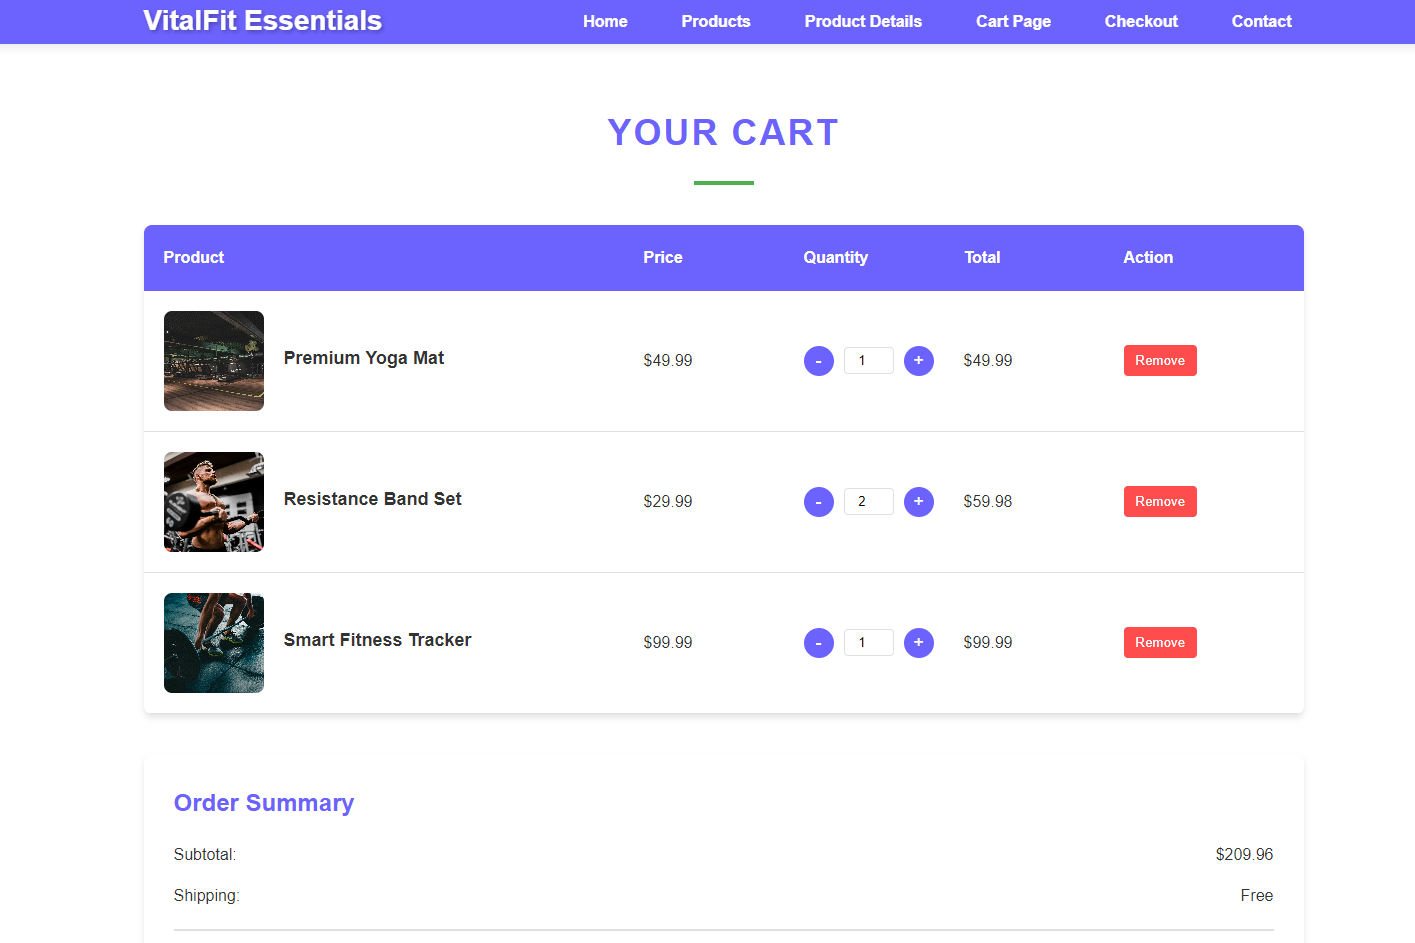 VitalFit Essentials
Home Products Product Details Cart Page Checkout Contact
YOUR CART
Product Price Quantity Total Action
Premium Yoga Mat $49.99 - 1 + $49.99 Remove
Resistance Band Set $29.99 - 2 + $59.98 Remove
Smart Fitness Tracker $99.99 - 1 + $99.99 Remove
Order Summary
Subtotal: $209.96
Shipping: Free